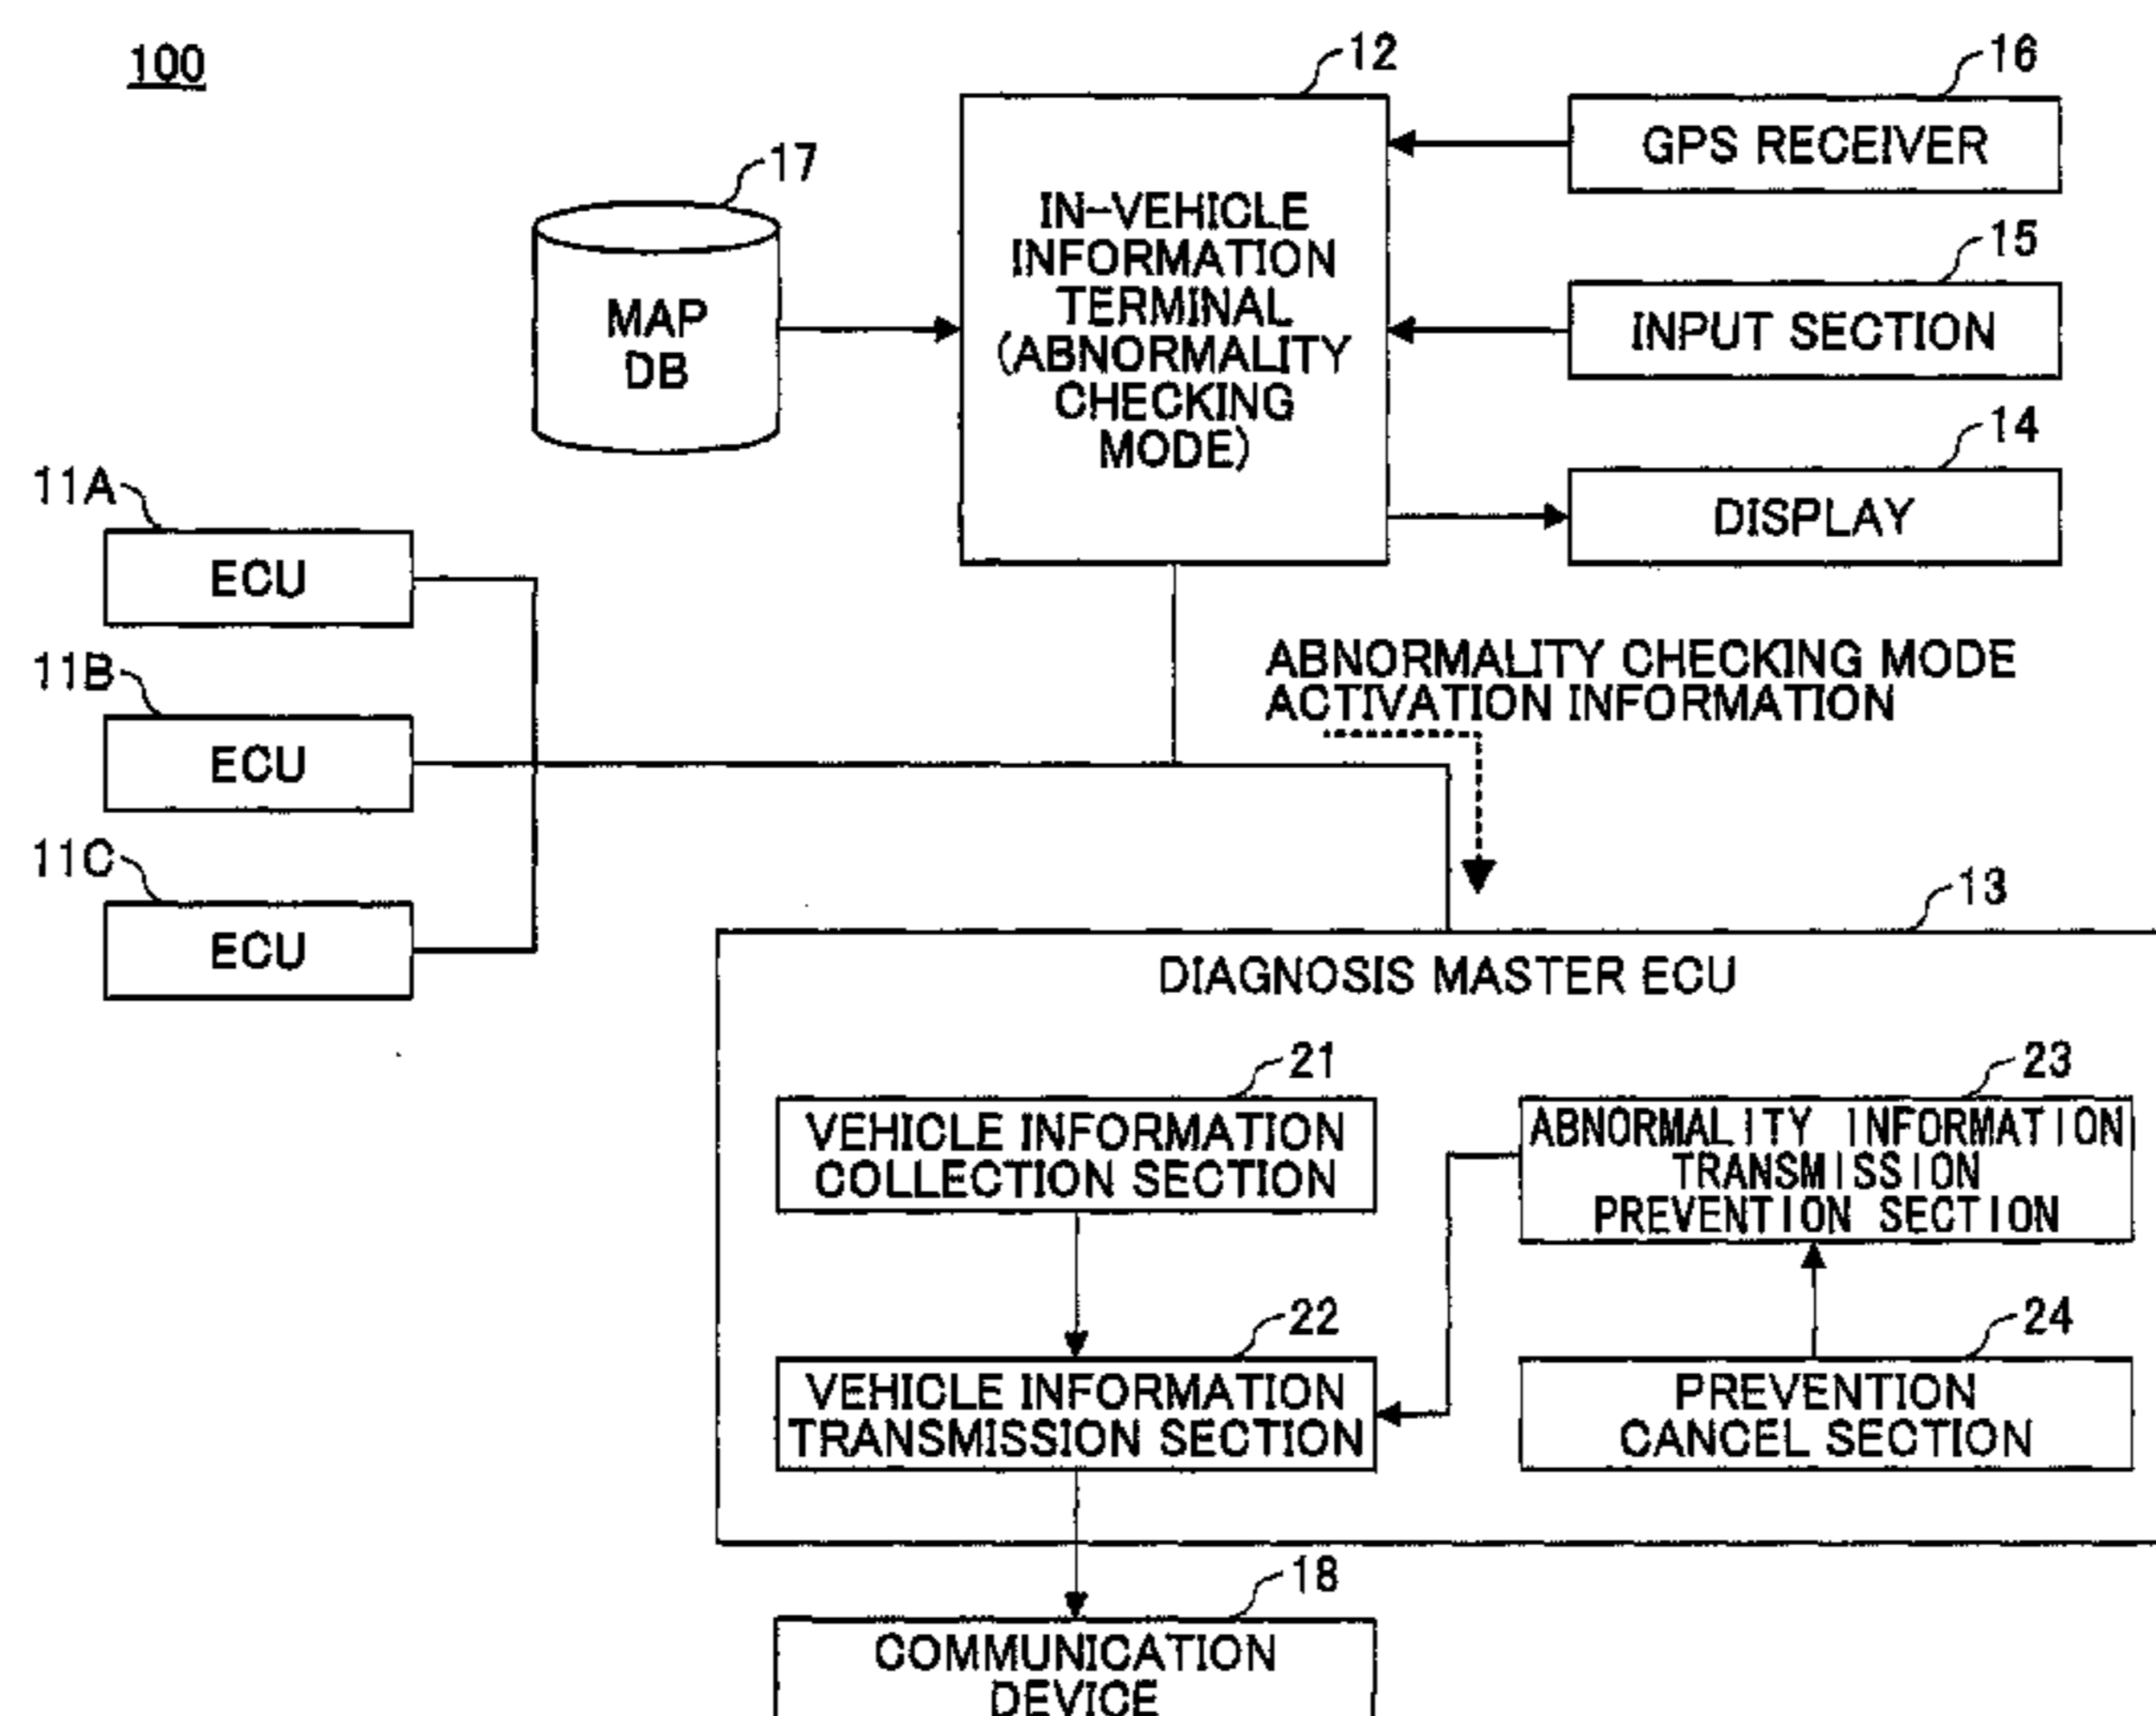 100
12
16
GPS RECEIVER
17
IN-VEHICLE
INFORMATION
TERMINAL
(ABNORMALITY
CHECKING
MODE)
15
INPUT SECTION
MAP
DB
14
DISPLAY
11A
ECU
11B
ECU
11C
ECU
ABNORMALITY CHECKING MODE
ACTIVATION INFORMATION
13
DIAGNOSIS MASTER ECU
21
VEHICLE INFORMATION
COLLECTION SECTION
23
ABNORMALITY INFORMATION
TRANSMISSION
PREVENTION SECTION
22
VEHICLE INFORMATION
TRANSMISSION SECTION
24
PREVENTION
CANCEL SECTION
18
COMMUNICATION
DEVICE